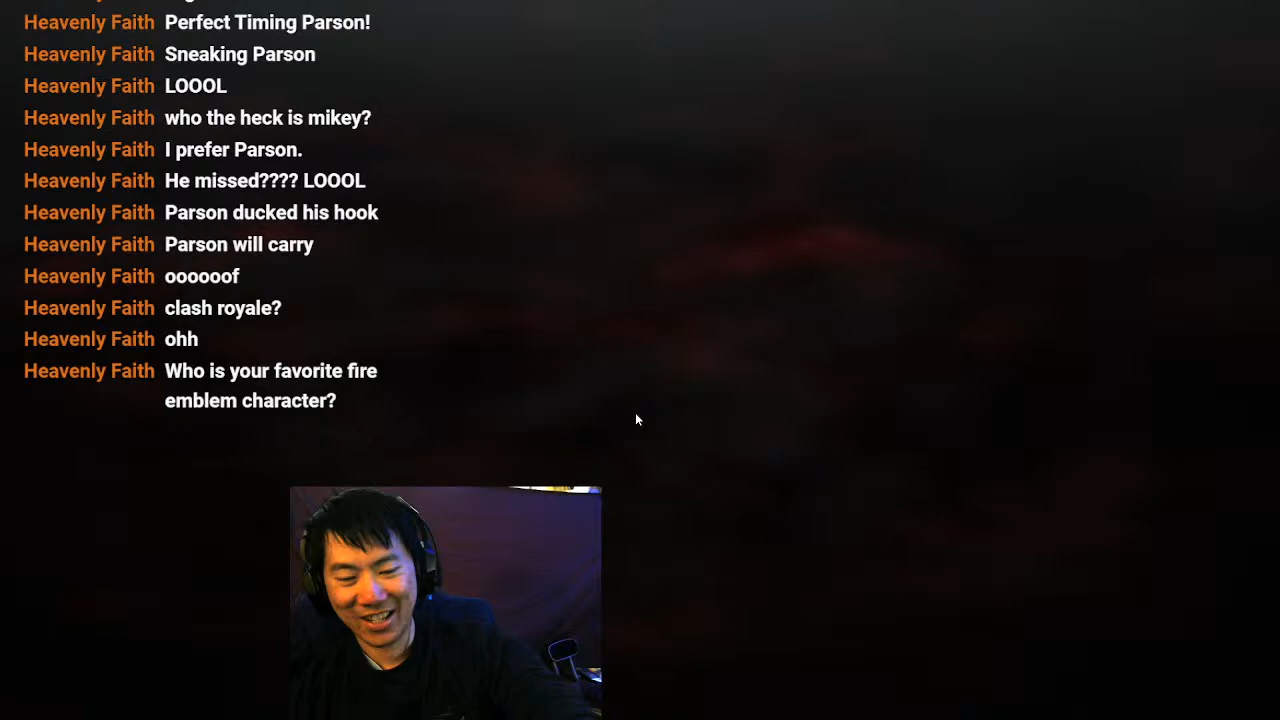 Heavenly Faith Perfect Timing Parson!
Heavenly Faith Sneaking Parson
Heavenly Faith LOOOL
Heavenly Faith who the heck is mikey?
Heavenly Faith I prefer Parson.
Heavenly Faith He missed???? LOOOL
Heavenly Faith Parson ducked his hook
Heavenly Faith Parson will carry
Heavenly Faith oooooof
Heavenly Faith clash royale?
Heavenly Faith ohh
Heavenly Faith Who is your favorite fire
emblem character?